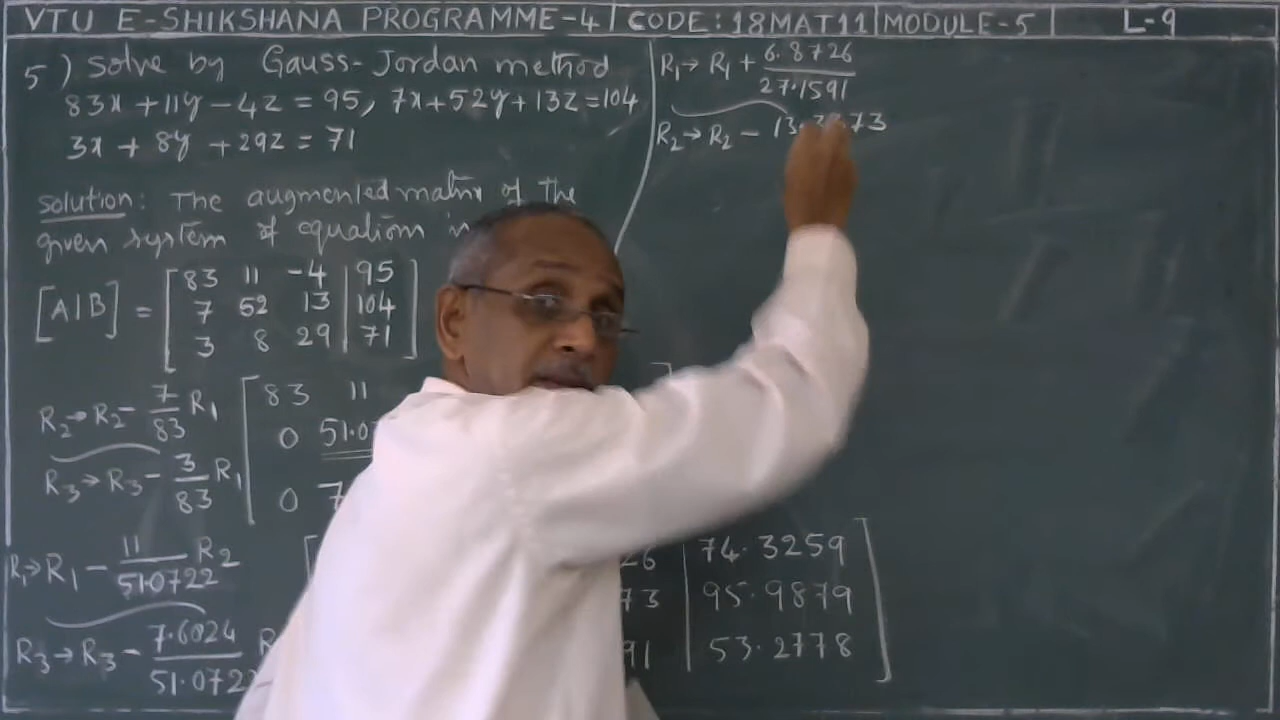 VTU E-SHIKSHANA PROGRAMME-4 | CODE: 18MAT11 | MODULE-5 | L-9
5) Solve by Gauss-Jordan method
83x + 11y - 4z = 95, 7x + 52y + 13z = 104
3x + 8y + 29z = 71
Solution: The augmented matrix of the
given system of equation
[A|B] = [83 11 -4 | 95]
7 52 13 | 104
3 8 29 | 71
R2→R2 - 7/83 R1
83 11
0 51.07
R3→R3 - 3/83 R1
0 7
R1→R1 - 11/51.0722 R2
R3→R3 - 7.6024/51.0722
26 | 74.3259
73 | 95.9879
91 | 53.2778
R1→R1 + 6.8726/27.1591
R2→R2 - 13.3373